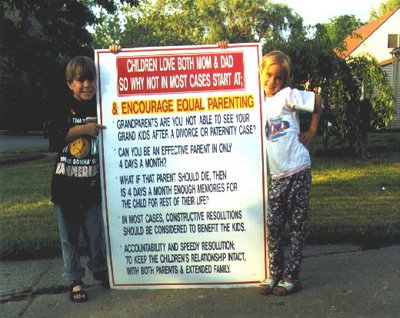 CHILDREN LOVE BOTH MOM & DAD
SO WHY NOT IN MOST CASES START AT;
& ENCOURAGE EQUAL PARENTING
GRANDPARENTS ARE YOU NOT ABLE TO SEE YOUR
GRAND KIDS AFTER A DIVORCE OR PATERNITY CASE?
CAN YOU BE AN EFFECTIVE PARENT IN ONLY
4 DAYS A MONTH?
WHAT IF THAT PARENT SHOULD DIE, THEN
IS 4 DAYS A MONTH ENOUGH MEMORIES FOR
THE CHILD FOR REST OF THEIR LIFE?
IN MOST CASES, CONSTPLCTIVE RESOLUTIONS
SHOULD BE CONSIDERED TO BENEFIT THE KIDS.
ACCOUNTABILITY AND SPEEDY RESOLUTION;
TO KEEP THE CHILDREN'S RELATIONSHIP INTACT,
WITH BOTH PARENTS & EXTENDED FAMILY.